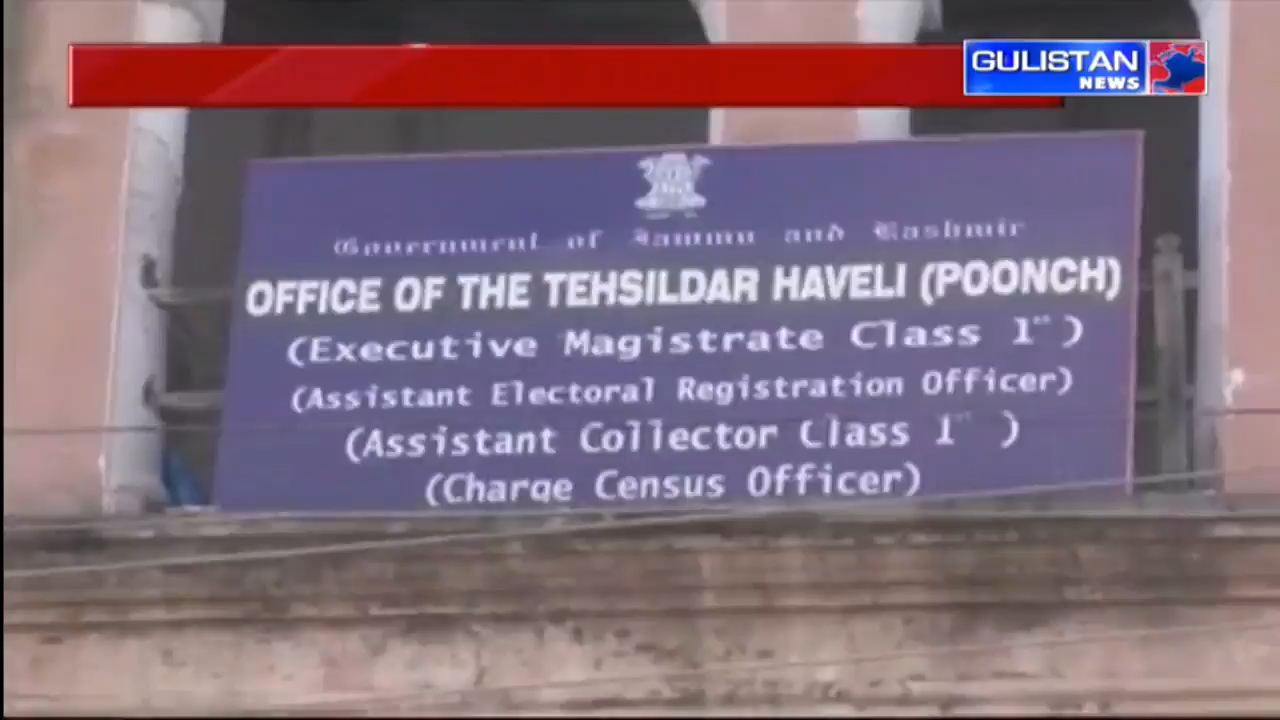 GULISTAN
NEWS
Government of Jammu and Kashmir
OFFICE OF THE TEHSILDAR HAVELI (POONCH)
(Executive Magistrate Class 1st)
(Assistant Electoral Registration Officer)
(Assistant Collector Class 1st )
(Charge Census Officer)